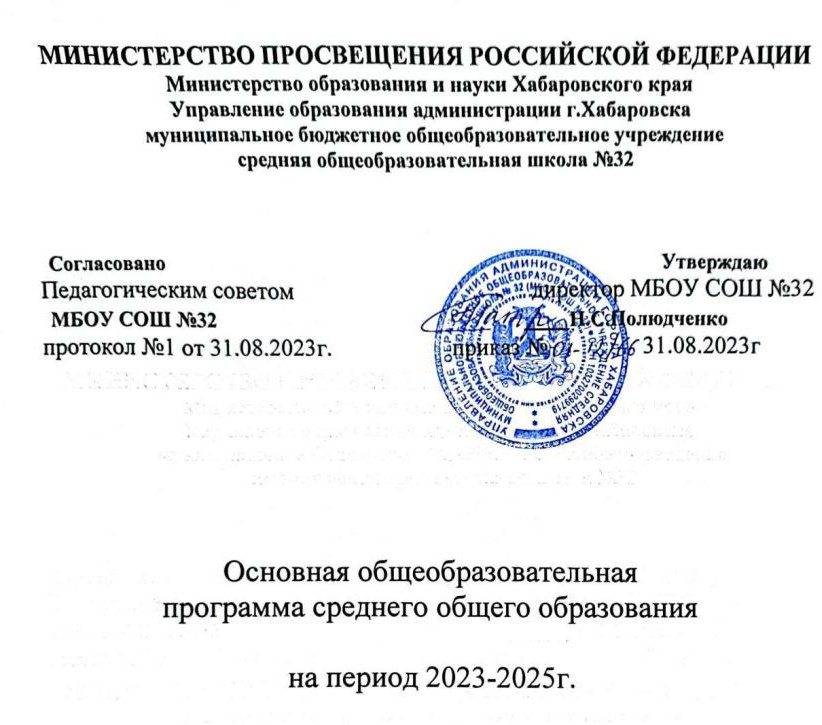 МИНИСТЕРСТВО ПРОСВЕЩЕНИЯ РОССИЙСКОЙ ФЕДЕРАЦИИ
Министерство образования и науки Хабаровского края
Управление образования администрации г.Хабаровска
муниципальное бюджетное общеобразовательное учреждение
средняя общеобразовательная школа №32
Согласовано
Педагогическим советом
МБОУ СОШ №32
протокол №1 от 31.08.2023г.
Утверждаю
директор МБОУ СОШ №32
Н.С.Полюдченко
приказ № 31.08.2023г
Основная общеобразовательная
программа среднего общего образования
на период 2023-2025г.